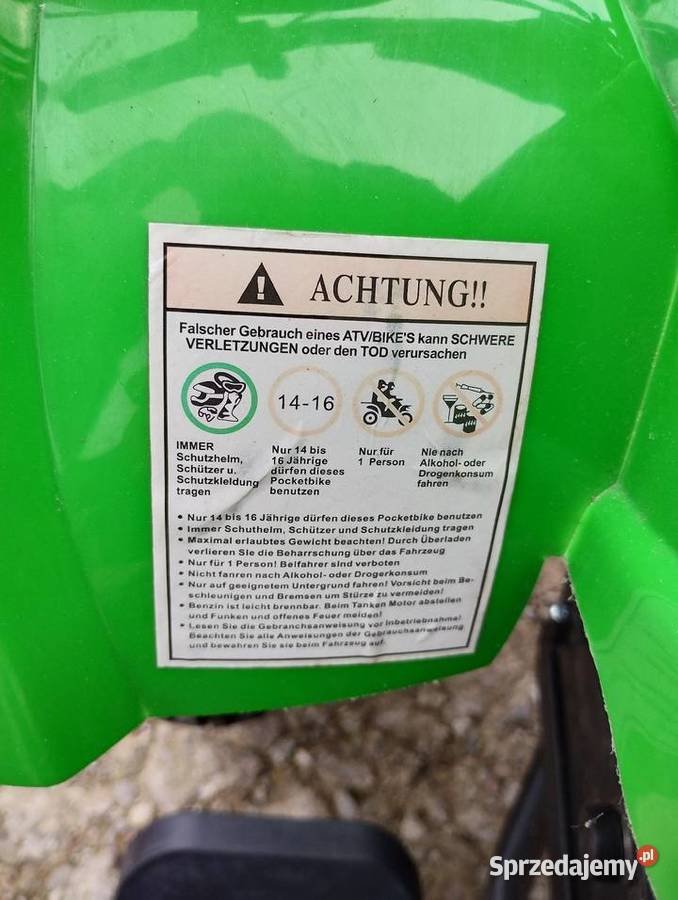 ACHTUNG!!
Falscher Gebrauch eines ATV/BIKE'S kann SCHWERE
VERLETZUNGEN oder den TOD verursachen
14-16
IMMER
Schutzhelm,
Schützer u.
Schutzkleidung
tragen
Nur 14 bis
16 Jährige
dürfen dieses
Pocketbike
benutzen
Nur für
1 Person
Nie nach
Alkohol- oder
Drogenkonsum
fahren
• Nur 14 bis 16 Jährige dürfen dieses Pocketbike benutzen
• Immer Schuthelm, Schützer und Schutzkleidung tragen
• Maximal erlaubtes Gewicht beachten! Durch Überladen
verlieren Sie die Beharrschung über das Fahrzeug
• Nur für 1 Person! Belfahrer sind verboten
• Nicht fanren nach Alkohol- oder Drogerkonsum
• Nur auf geeignetem Untergrund fahren! Vorsicht beim Be-
schleunigen und Bremsen um Stürze zu vermeiden!
• Benzin ist leicht brennbar. Beim Tanken Motor abstellen
und Funken und offenes Feuer meiden!
• Lesen Sie die Gebranchsanweisung vor Inbetriebnahme!
Beachten Sie alle Anweisungen der Gebrauchsanweisung
und bewahren Sie sie beim Fahrzeug auf.
Sprzedajemy.pl